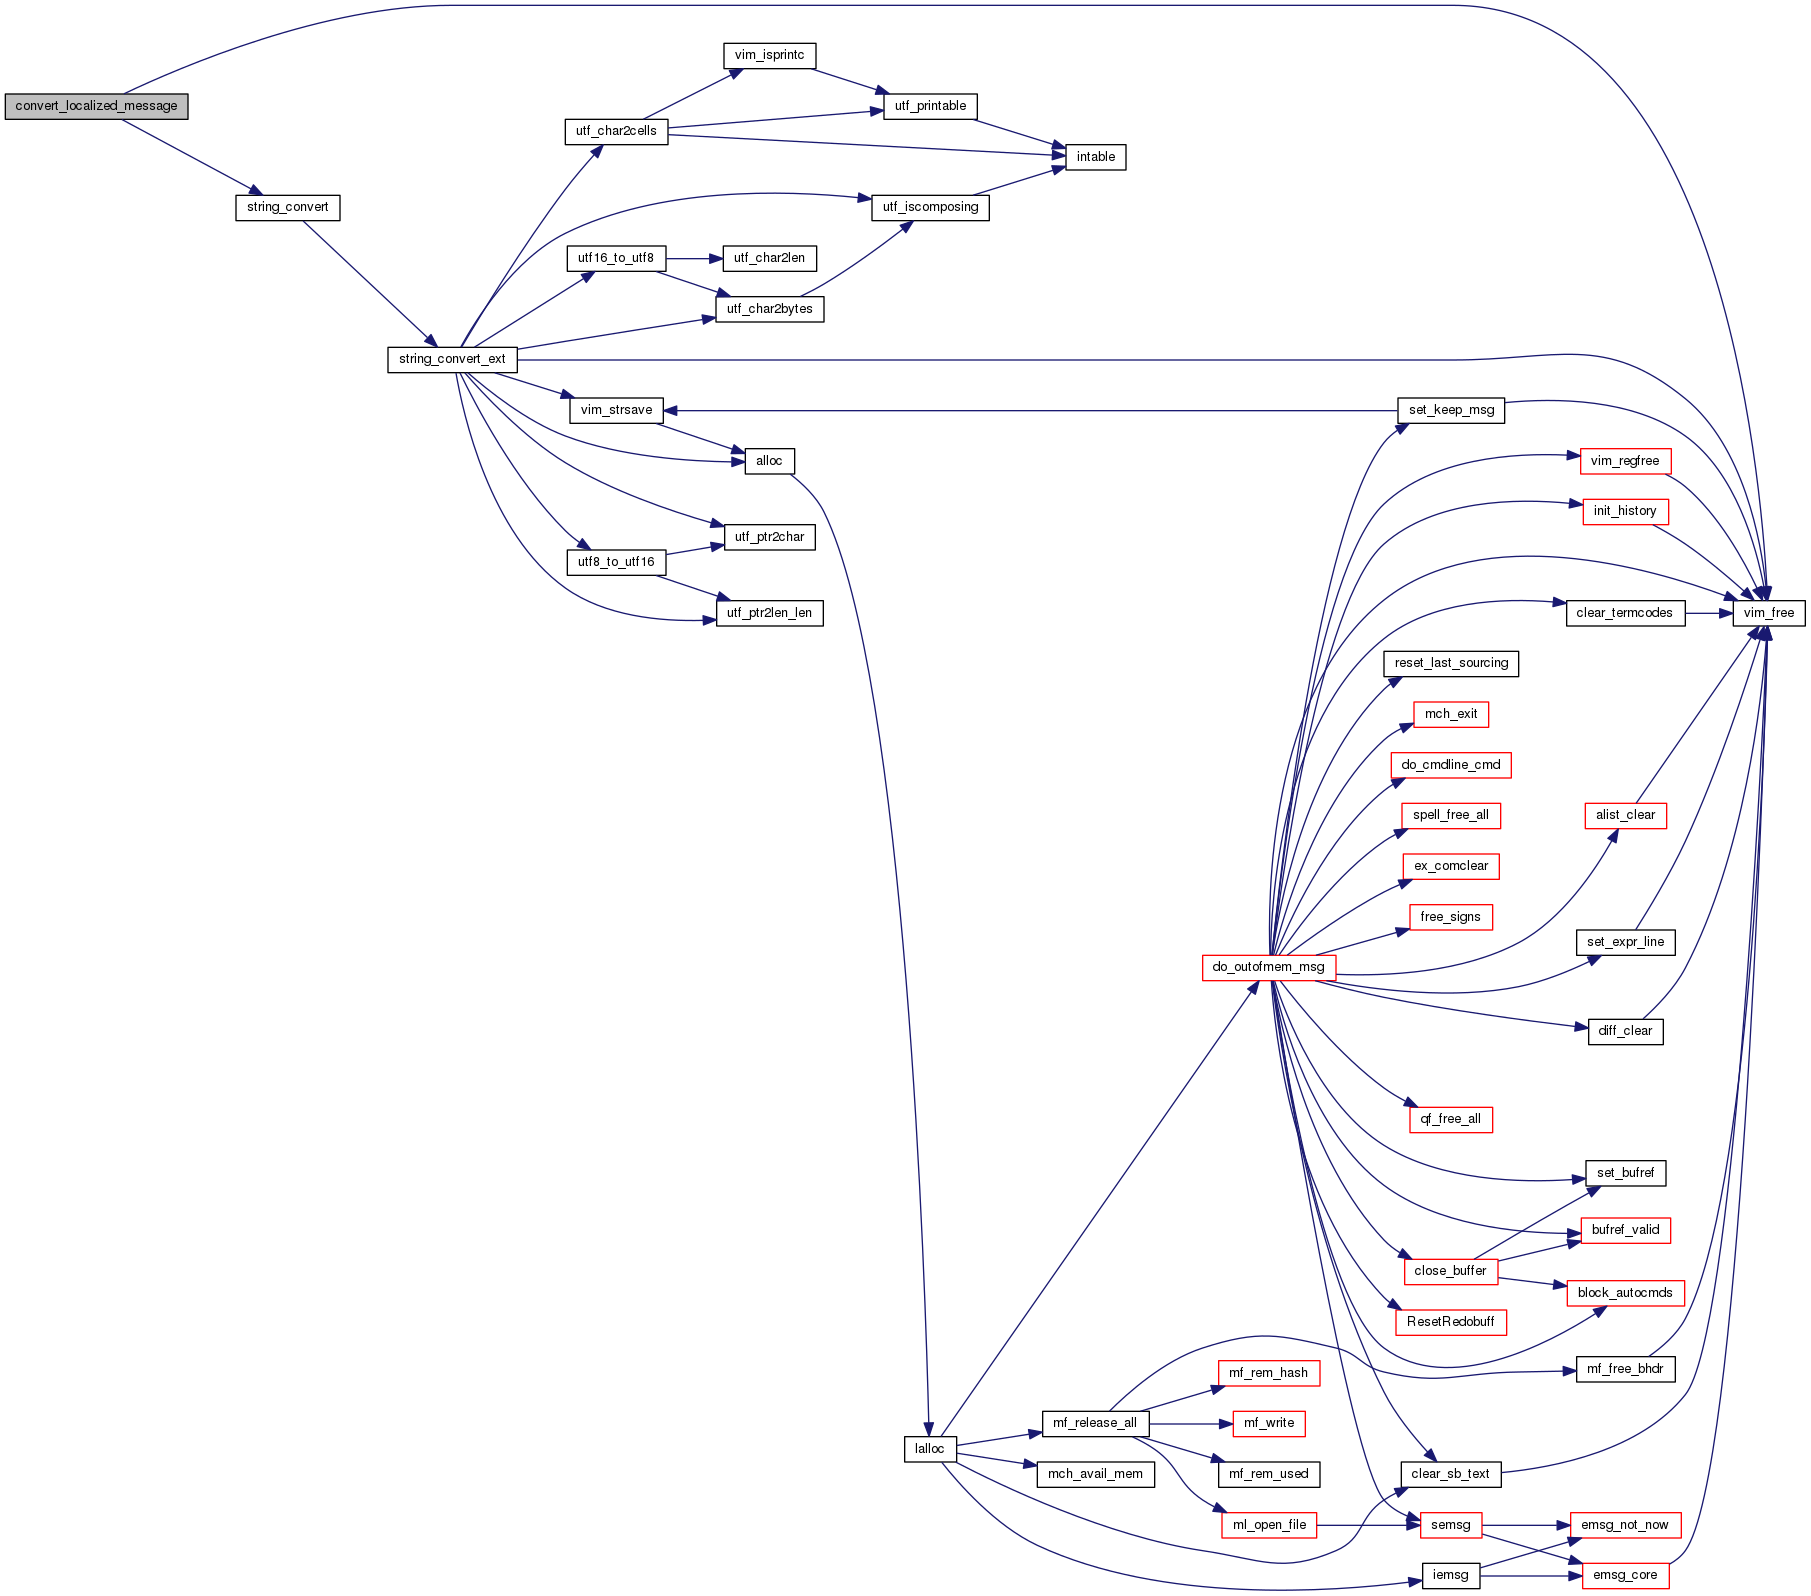 convert_localized_message
string_convert
string_convert_ext
vim_isprintc
utf_char2cells
utf_printable
intable
utf_iscomposing
utf16_to_utf8
utf_char2len
utf_char2bytes
vim_strsave
alloc
utf_ptr2char
utf8_to_utf16
utf_ptr2len_len
set_keep_msg
vim_regfree
init_history
clear_termcodes
vim_free
reset_last_sourcing
mch_exit
do_cmdline_cmd
spell_free_all
alist_clear
ex_comclear
free_signs
set_expr_line
do_outofmem_msg
diff_clear
qf_free_all
set_bufref
bufref_valid
close_buffer
block_autocmds
ResetRedobuff
mf_free_bhdr
mf_rem_hash
mf_release_all
mf_write
lalloc
mch_avail_mem
mf_rem_used
clear_sb_text
ml_open_file
semsg
emsg_not_now
iemsg
emsg_core